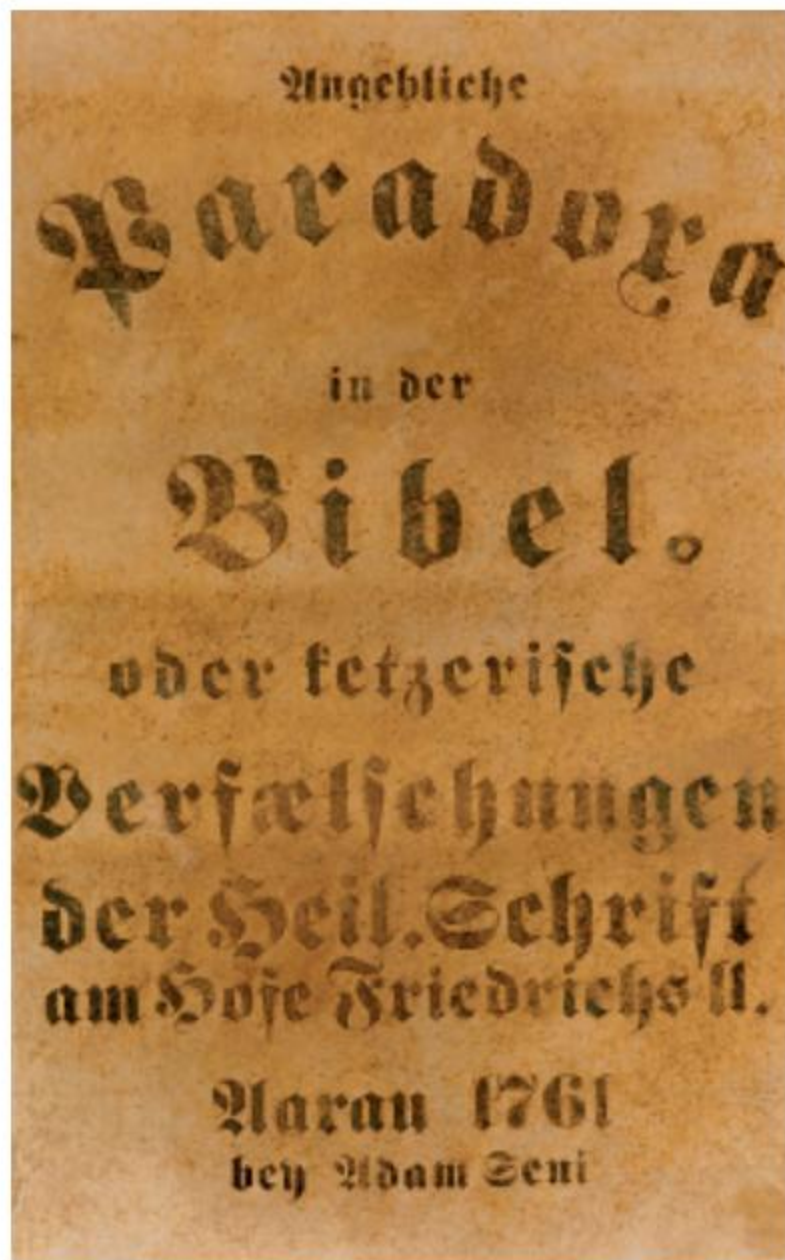 Angebliche
Paradoxa
in der
Bibel.
oder ketzeriſche
Verfælſchungen
der Heil. Schrift
am Hofe Friedrichs II.
Aarau 1761
bey Adam Seni